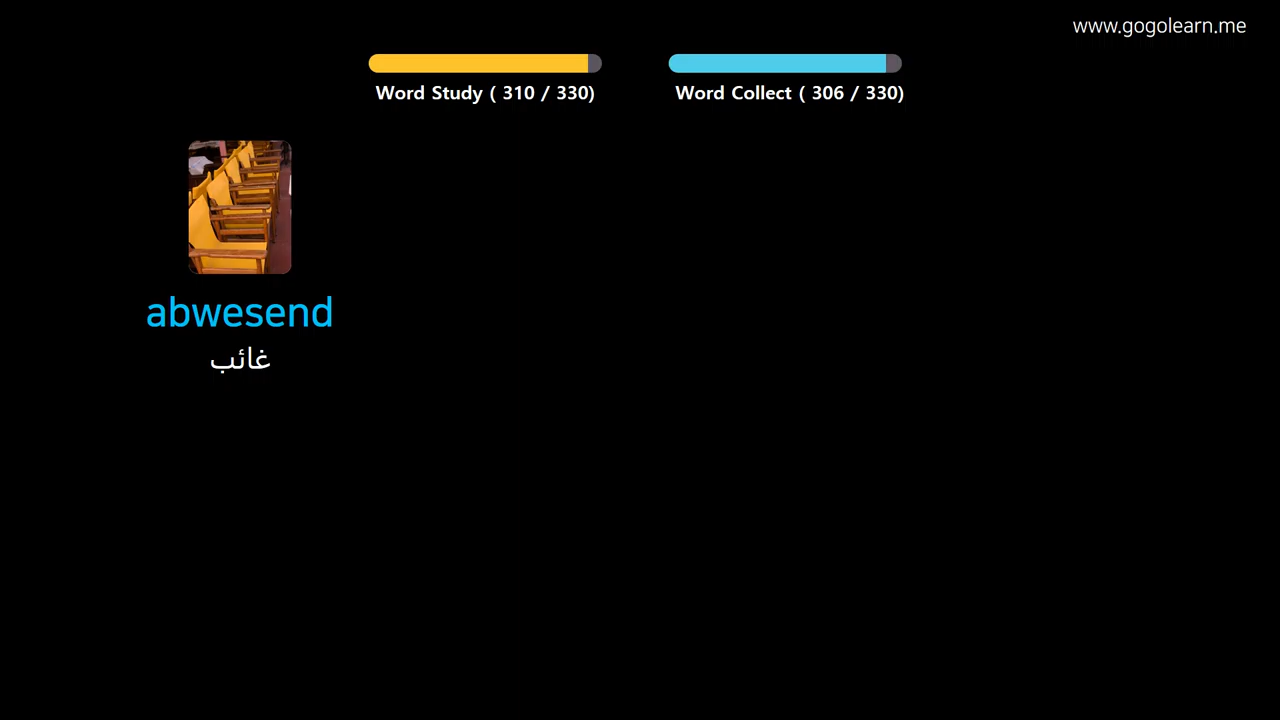 www.gogolearn.me
Word Study ( 310 / 330)
Word Collect ( 306 / 330)
abwesend
غائب